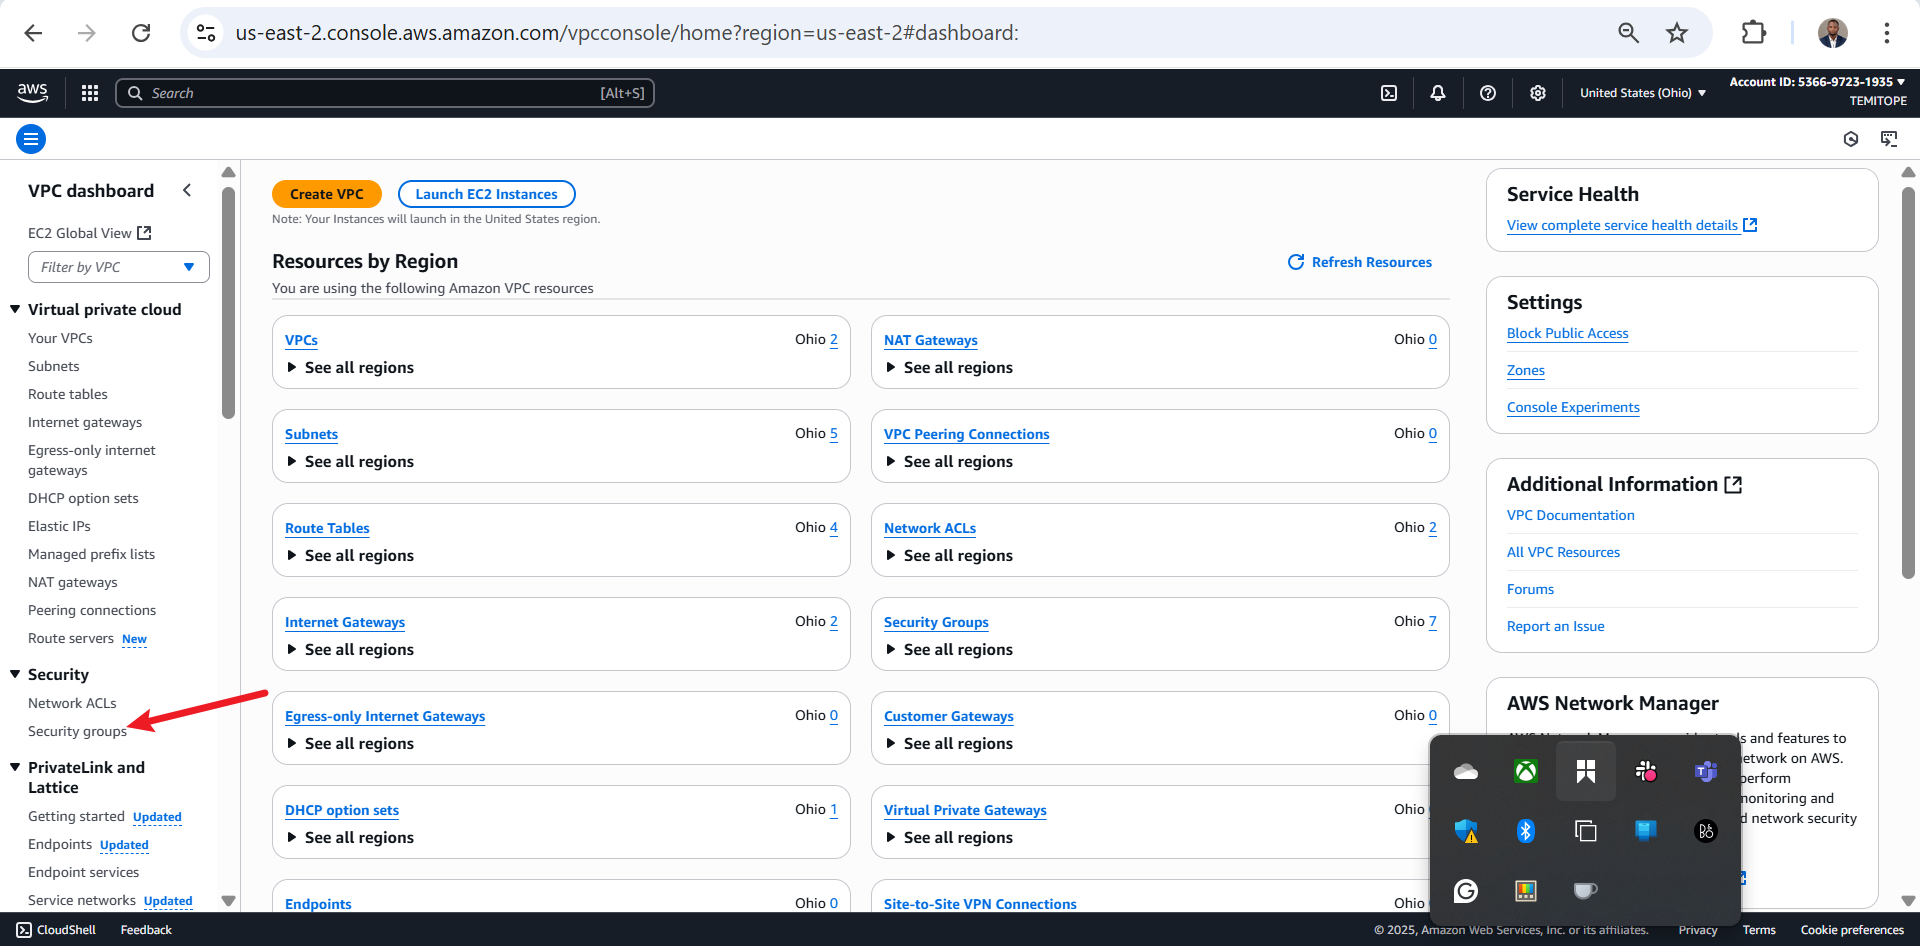 us-east-2.console.aws.amazon.com/vpcconsole/home?region=us-east-2#dashboard:
aws
Search
[Alt+S]
United States (Ohio)
Account ID: 5366-9723-1935
TEMITOPE
VPC dashboard
EC2 Global View
Filter by VPC
Virtual private cloud
Your VPCs
Subnets
Route tables
Internet gateways
Egress-only internet
gateways
DHCP option sets
Elastic IPs
Managed prefix lists
NAT gateways
Peering connections
Route servers New
Security
Network ACLs
Security groups
PrivateLink and
Lattice
Getting started Updated
Endpoints Updated
Endpoint services
Service networks Updated
Create VPC
Launch EC2 Instances
Note: Your Instances will launch in the United States region.
Resources by Region
Refresh Resources
You are using the following Amazon VPC resources
VPCs
Ohio 2
See all regions
NAT Gateways
Ohio 0
See all regions
Subnets
Ohio 5
See all regions
VPC Peering Connections
Ohio 0
See all regions
Route Tables
Ohio 4
See all regions
Network ACLs
Ohio 2
See all regions
Internet Gateways
Ohio 2
See all regions
Security Groups
Ohio 7
See all regions
Egress-only Internet Gateways
Ohio 0
See all regions
Customer Gateways
Ohio 0
See all regions
DHCP option sets
Ohio 1
See all regions
Virtual Private Gateways
Ohio
See all regions
Endpoints
Ohio 0
Site-to-Site VPN Connections
Ohio
Service Health
View complete service health details
Settings
Block Public Access
Zones
Console Experiments
Additional Information
VPC Documentation
All VPC Resources
Forums
Report an Issue
AWS Network Manager
and features to
on AWS.
perform
monitoring and
network security
CloudShell
Feedback
© 2025, Amazon Web Services, Inc. or its affiliates.
Privacy
Terms
Cookie preferences